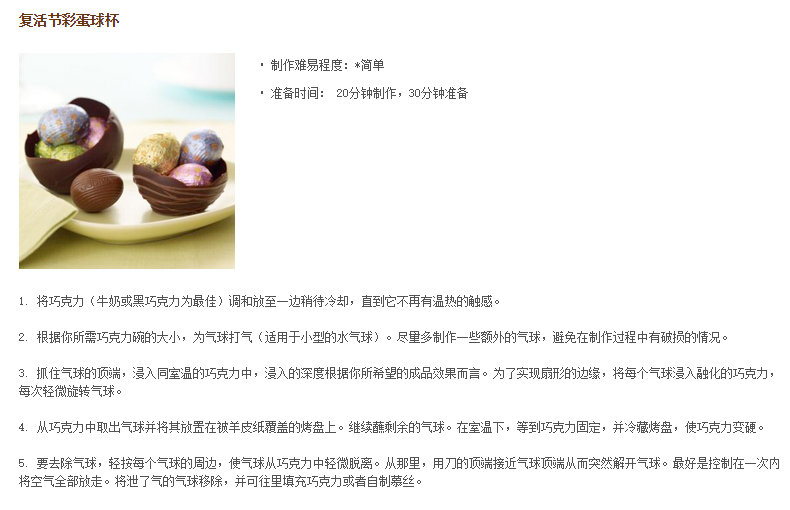 复活节彩蛋球杯
· 制作难易程度：*简单
· 准备时间： 20分钟制作，30分钟准备
1. 将巧克力（牛奶或黑巧克力为最佳）调和放至一边稍待冷却，直到它不再有温热的触感。
2. 根据你所需巧克力碗的大小，为气球打气（适用于小型的水气球）。尽量多制作一些额外的气球，避免在制作过程中有破损的情况。
3. 抓住气球的顶端，浸入同室温的巧克力中，浸入的深度根据你所希望的成品效果而言。为了实现扇形的边缘，将每个气球浸入融化的巧克力，
每次轻微旋转气球。
4. 从巧克力中取出气球并将其放置在被羊皮纸覆盖的烤盘上。继续蘸剩余的气球。在室温下，等到巧克力固定，并冷藏烤盘，使巧克力变硬。
5. 要去除气球，轻按每个气球的周边，使气球从巧克力中轻微脱离。从那里，用刀的顶端接近气球顶端从而突然解开气球。最好是控制在一次内
将空气全部放走。将泄了气的气球移除，并可往里填充巧克力或者自制慕丝。